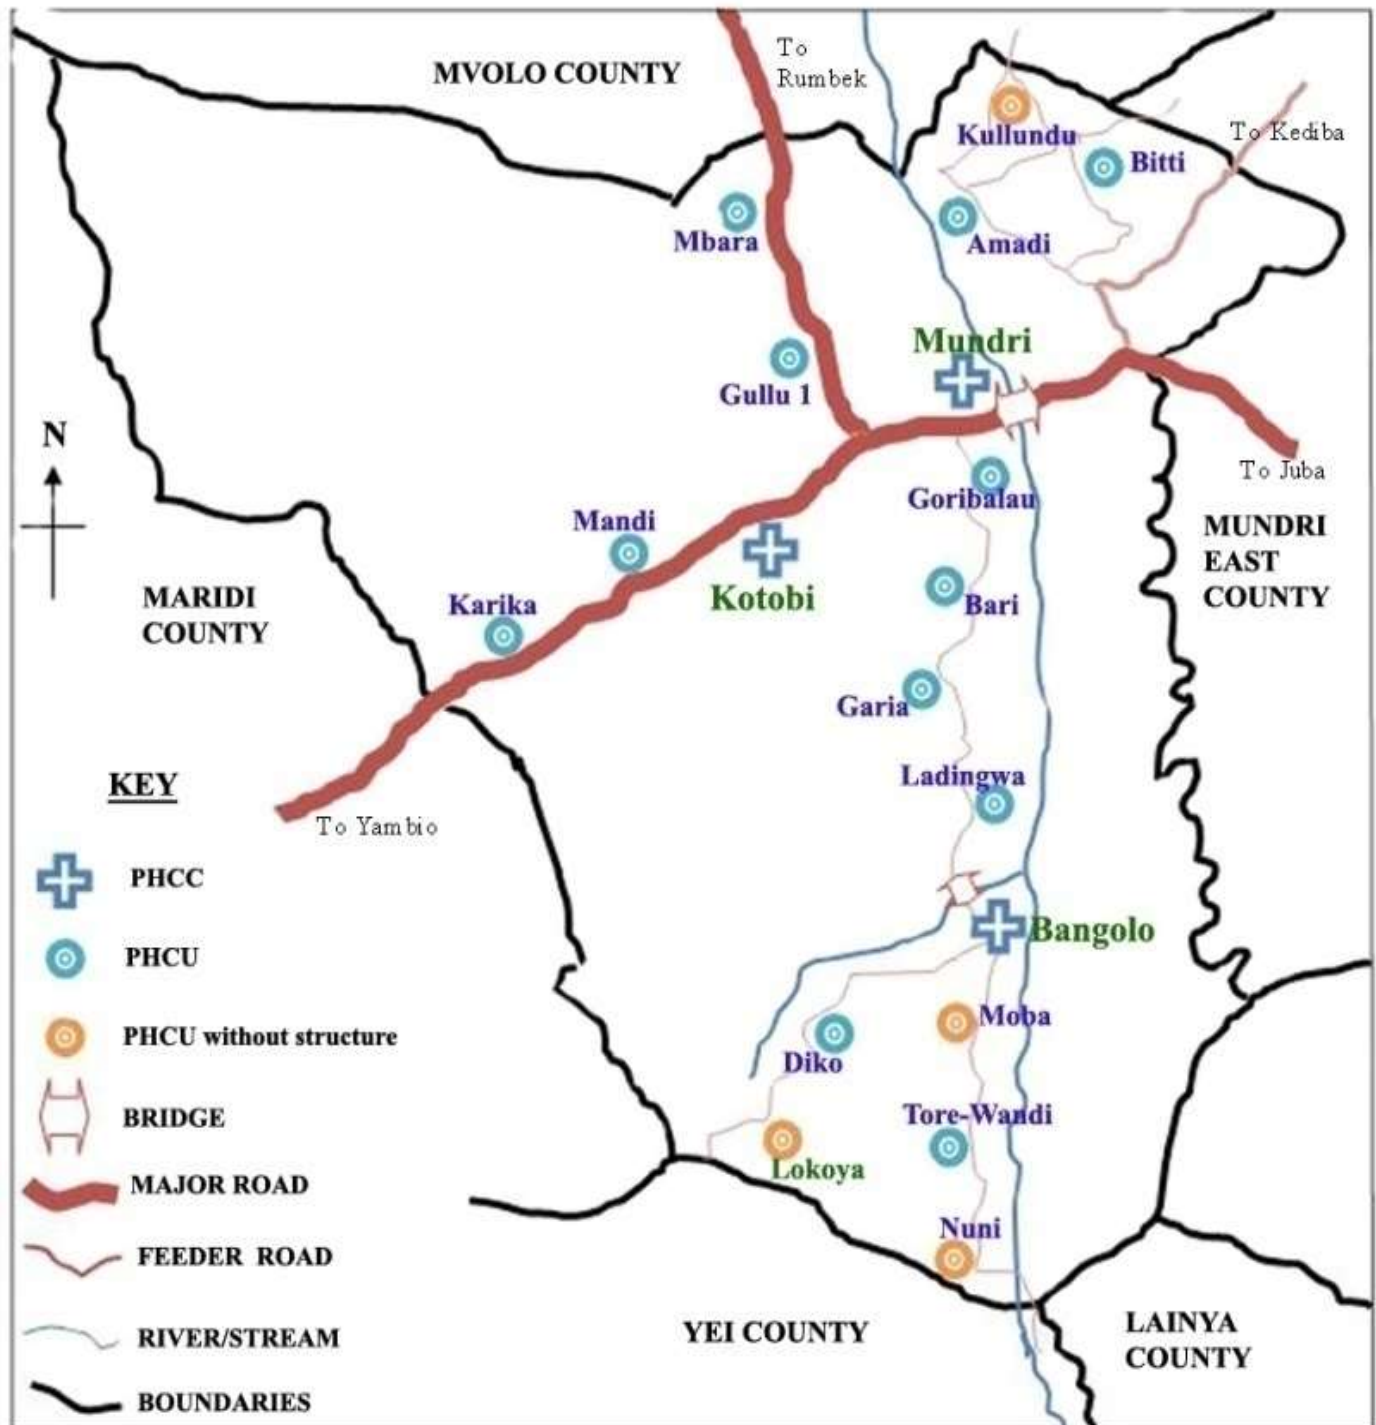 To
Rumbek
MVOLO COUNTY
Kullundu
To Kediba
Bitti
Mbara
Amadi
Mundri
Gullu 1
N
To Juba
Goribalau
Mandi
MUNDRI
EAST
COUNTY
MARIDI
COUNTY
Karika
Kotobi
Bari
Garia
Ladingwa
KEY
To Yambio
PHCC
Bangolo
PHCU
Moba
PHCU without structure
Diko
BRIDGE
Tore-Wandi
Lokoya
MAJOR ROAD
Nuni
FEEDER ROAD
RIVER/STREAM
YEI COUNTY
LAINYA
COUNTY
BOUNDARIES